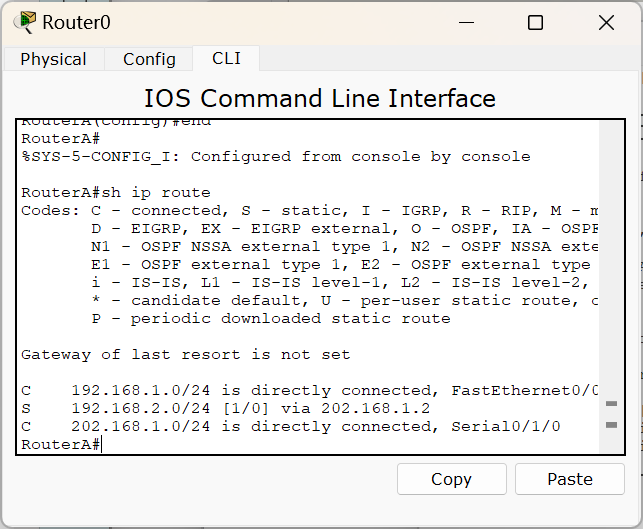 Router0
Physical Config CLI
IOS Command Line Interface
RouterA(config)#end
RouterA#
%SYS-5-CONFIG_I: Configured from console by console
RouterA#sh ip route
Codes: C - connected, S - static, I - IGRP, R - RIP, M - m
D - EIGRP, EX - EIGRP external, O - OSPF, IA - OSPF
N1 - OSPF NSSA external type 1, N2 - OSPF NSSA exte
E1 - OSPF external type 1, E2 - OSPF external type
i - IS-IS, L1 - IS-IS level-1, L2 - IS-IS level-2,
* - candidate default, U - per-user static route, o
P - periodic downloaded static route
Gateway of last resort is not set
C 192.168.1.0/24 is directly connected, FastEthernet0/0
S 192.168.2.0/24 [1/0] via 202.168.1.2
C 202.168.1.0/24 is directly connected, Serial0/1/0
RouterA#
Copy Paste